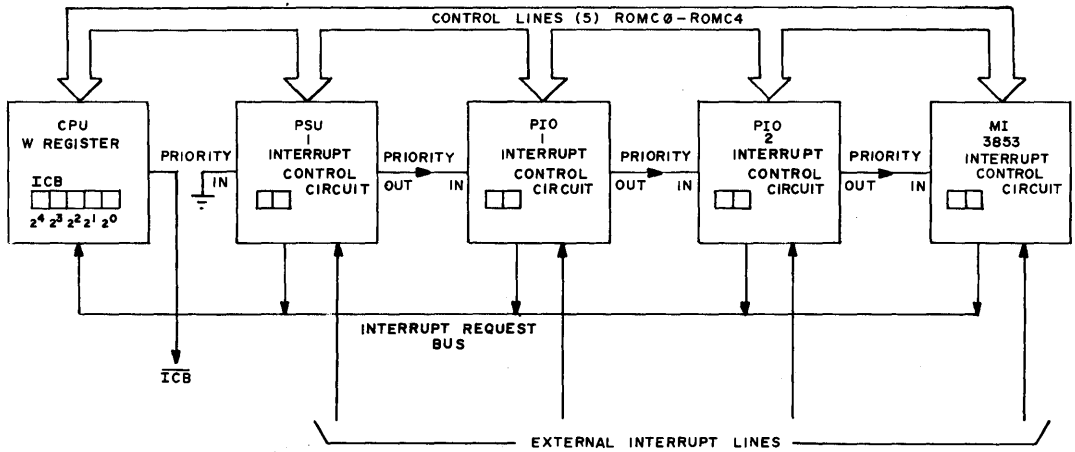 CONTROL LINES (5) ROMC0-ROMC4
CPU
W REGISTER
ICB
2⁴ 2³ 2² 2¹ 2⁰
ICB
PRIORITY
IN
PSU
1
INTERRUPT
CONTROL
CIRCUIT
PRIORITY
OUT IN
PIO
1
INTERRUPT
CONTROL
CIRCUIT
PRIORITY
OUT IN
PIO
2
INTERRUPT
CONTROL
CIRCUIT
PRIORITY
OUT IN
MI
3853
INTERRUPT
CONTROL
CIRCUIT
INTERRUPT REQUEST
BUS
EXTERNAL INTERRUPT LINES